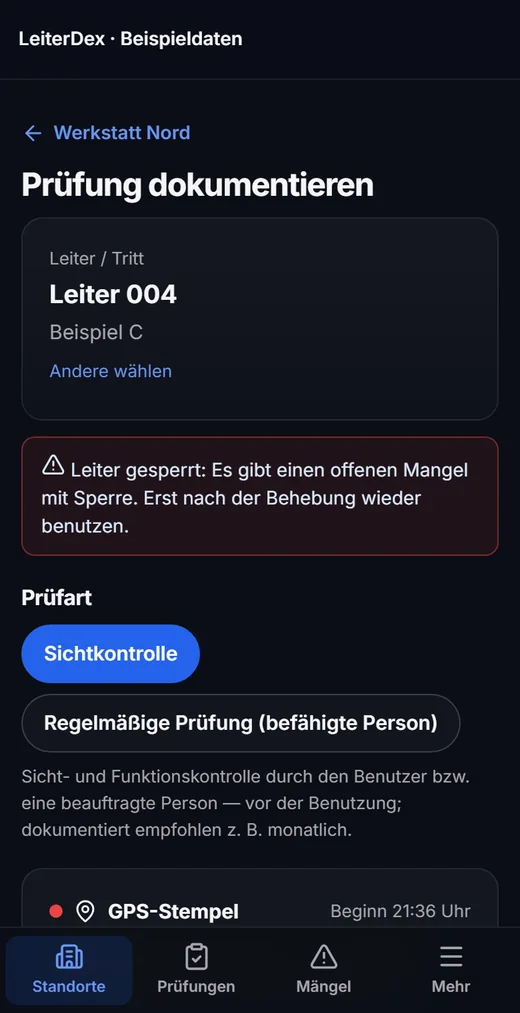 LeiterDex · Beispieldaten
← Werkstatt Nord
Prüfung dokumentieren
Leiter / Tritt
Leiter 004
Beispiel C
Andere wählen
Leiter gesperrt: Es gibt einen offenen Mangel
mit Sperre. Erst nach der Behebung wieder
benutzen.
Prüfart
Sichtkontrolle
Regelmäßige Prüfung (befähigte Person)
Sicht- und Funktionskontrolle durch den Benutzer bzw.
eine beauftragte Person — vor der Benutzung;
dokumentiert empfohlen z. B. monatlich.
GPS-Stempel Beginn 21:36 Uhr
Standorte Prüfungen Mängel Mehr